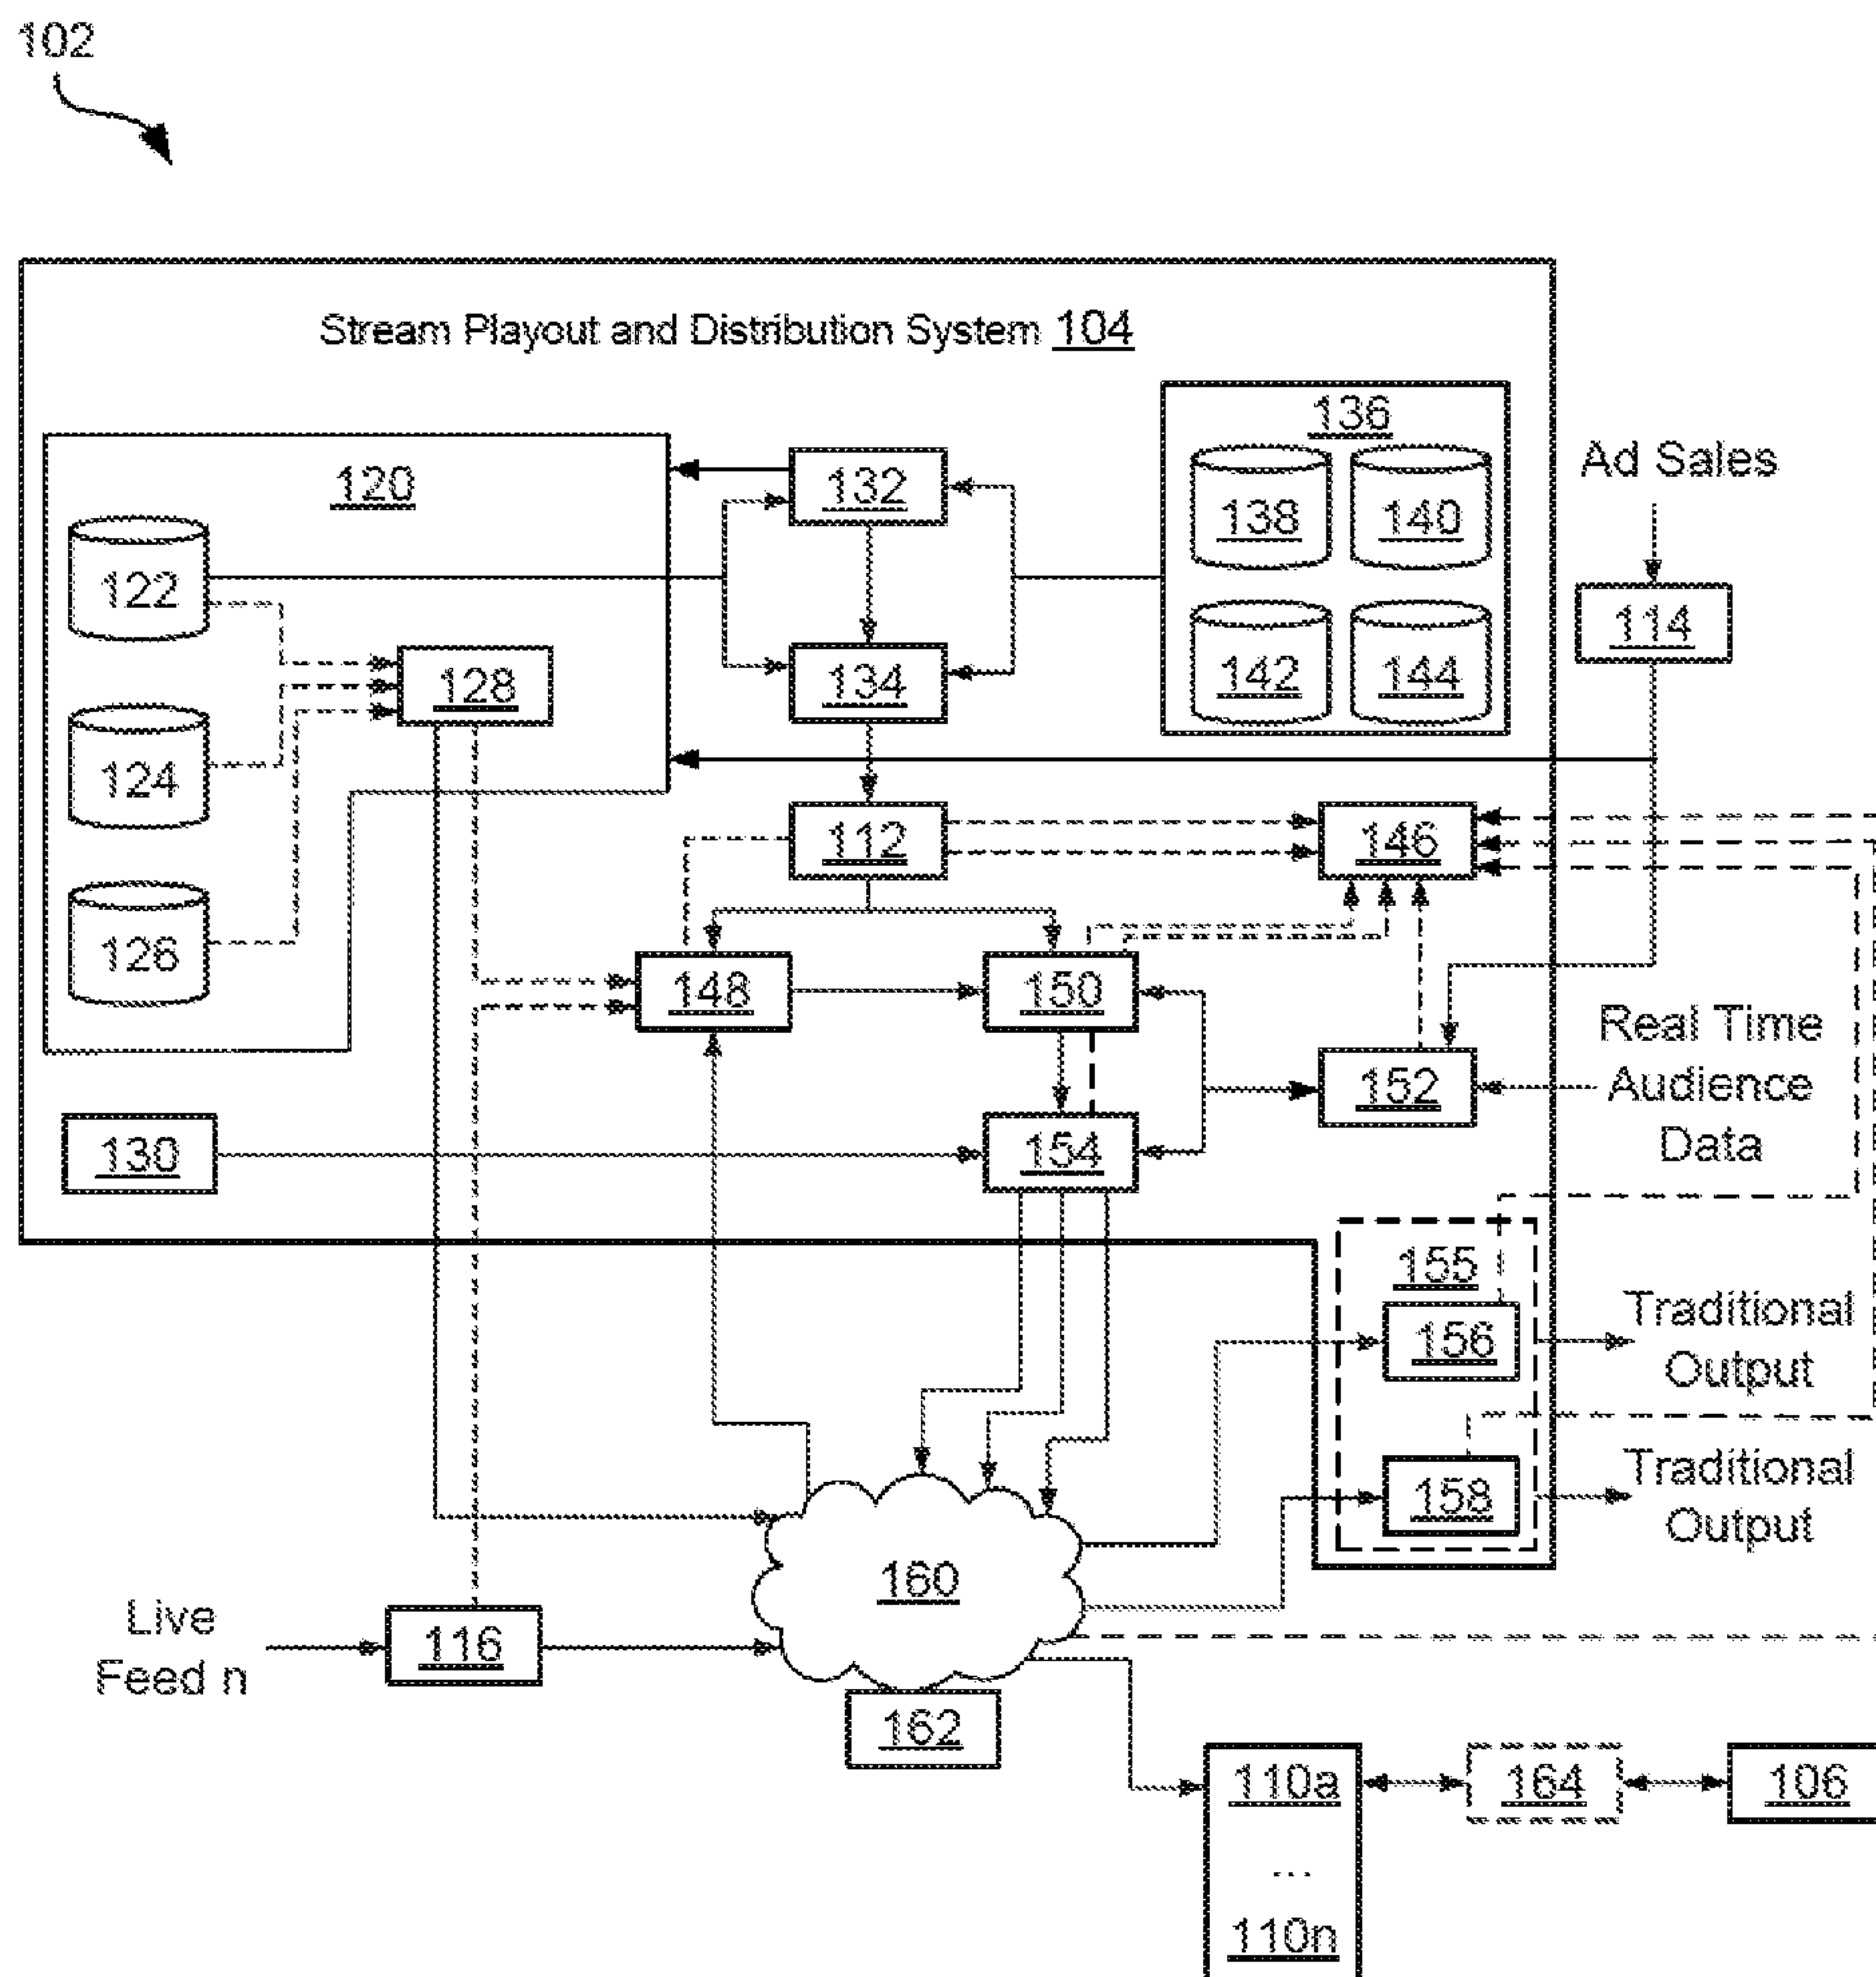 102
Stream Playout and Distribution System 104
136
120
132
138
140
Ad Sales
122
114
128
134
142
144
124
112
146
126
148
150
Real Time
Audience
Data
152
130
154
155
Traditional
Output
156
Traditional
Output
158
160
Live
Feed n
116
162
110a
164
106
...
110n